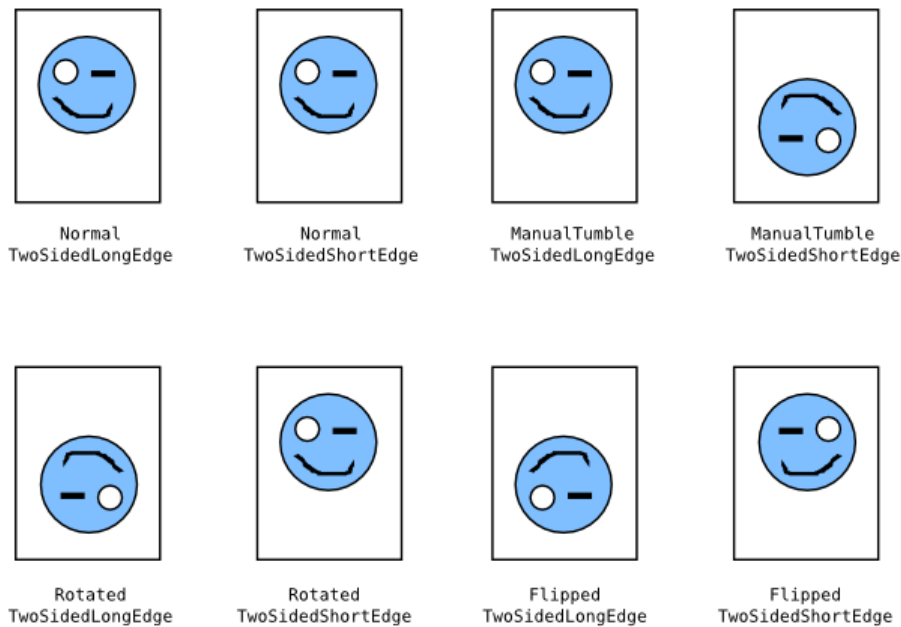 Normal
TwoSidedLongEdge
Normal
TwoSidedShortEdge
ManualTumble
TwoSidedLongEdge
ManualTumble
TwoSidedShortEdge
Rotated
TwoSidedLongEdge
Rotated
TwoSidedShortEdge
Flipped
TwoSidedLongEdge
Flipped
TwoSidedShortEdge